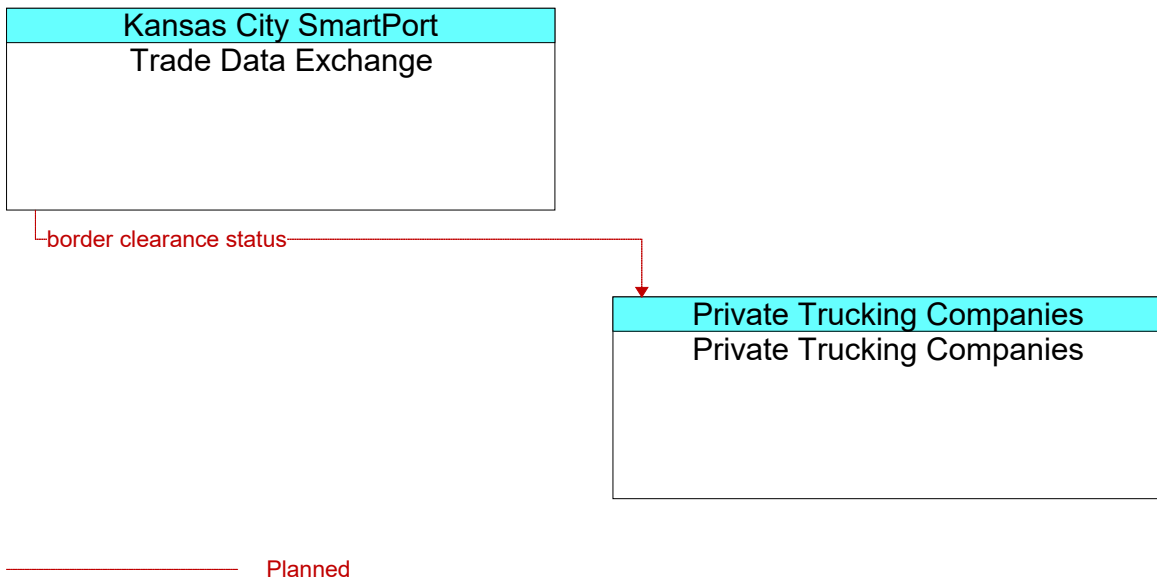 Kansas City SmartPort
Trade Data Exchange
border clearance status
Private Trucking Companies
Private Trucking Companies
Planned